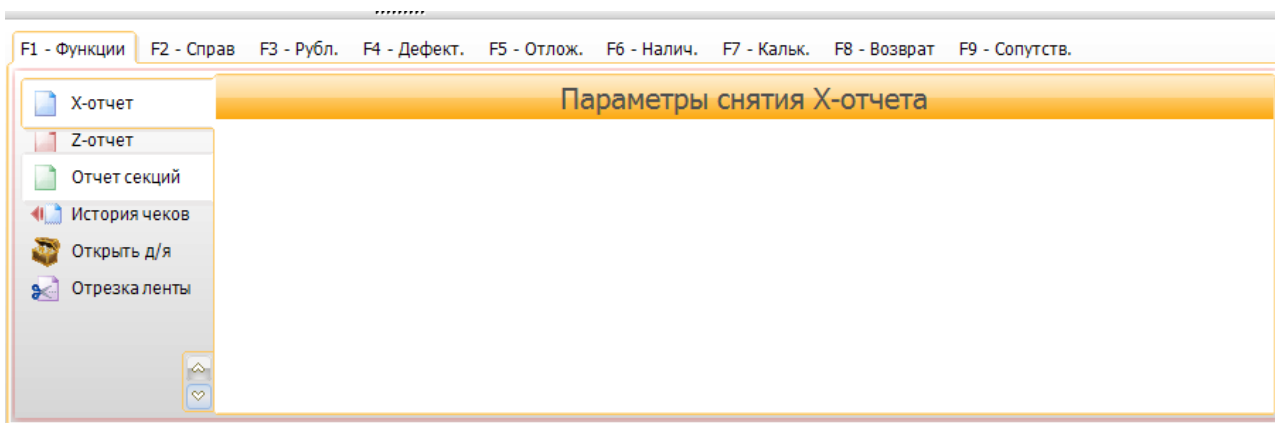 F1 - Функции F2 - Справ F3 - Рубл. F4 - Дефект. F5 - Отлож. F6 - Налич. F7 - Кальк. F8 - Возврат F9 - Сопутств.
X-отчет
Параметры снятия X-отчета
Z-отчет
Отчет секций
История чеков
Открыть д/я
Отрезка ленты